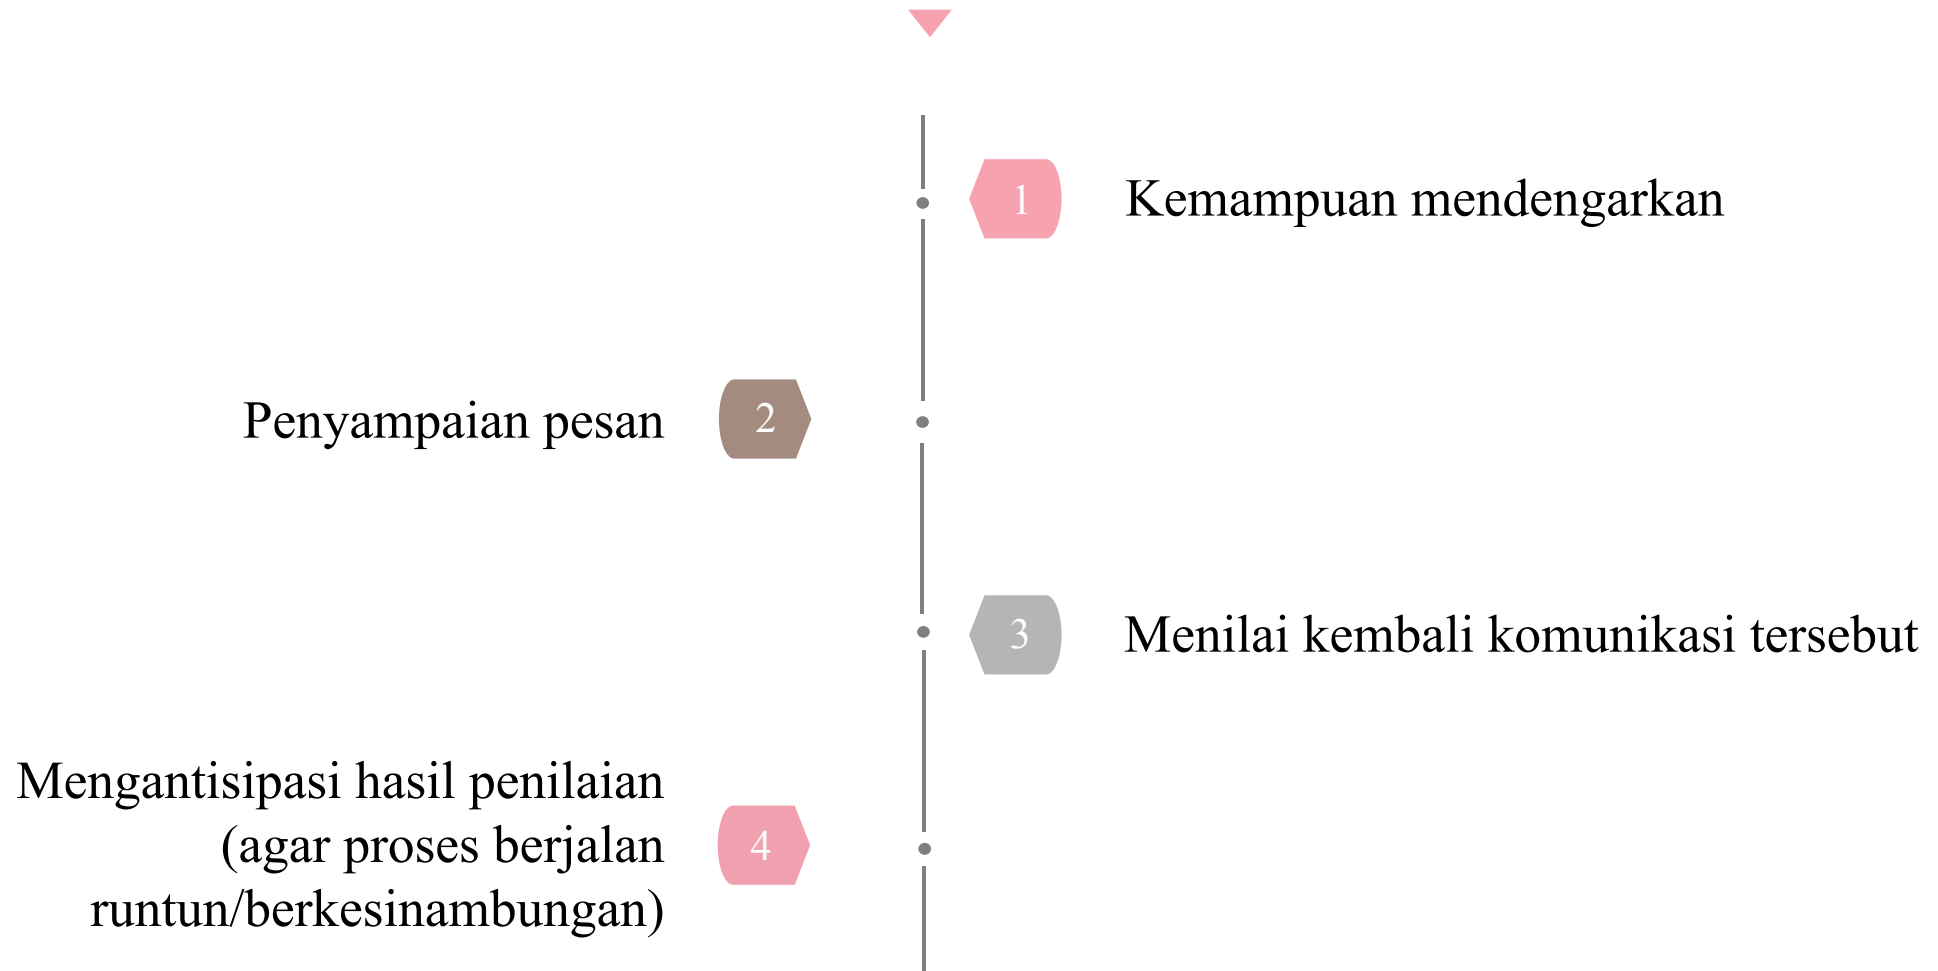 1
Kemampuan mendengarkan
Penyampaian pesan
2
3
Menilai kembali komunikasi tersebut
Mengantisipasi hasil penilaian
(agar proses berjalan
runtun/berkesinambungan)
4